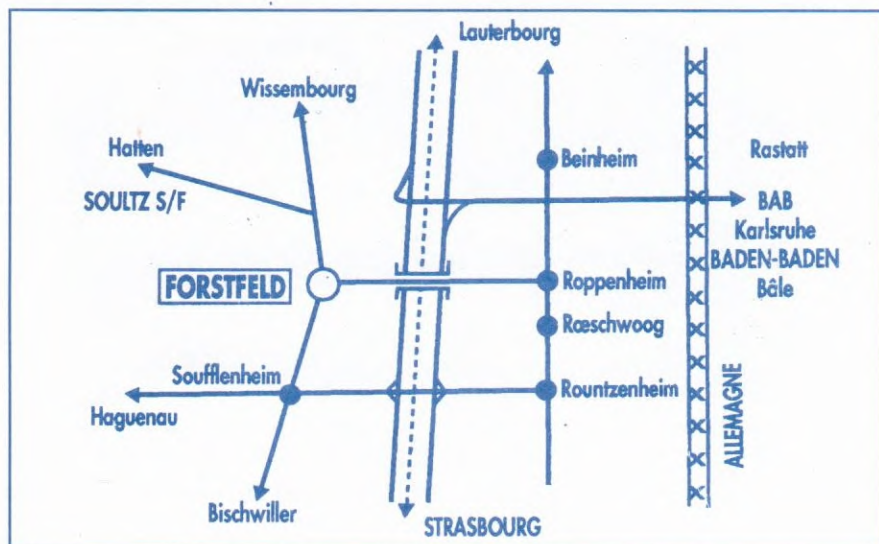 Lauterbourg
Wissembourg
Hatten
SOULTZ S/F
Beinheim
Rastatt
BAB
Karlsruhe
BADEN-BADEN
Bâle
FORSTFELD
Roppenheim
Rœschwoog
Soufflenheim
Rountzenheim
Haguenau
ALLEMAGNE
Bischwiller
STRASBOURG